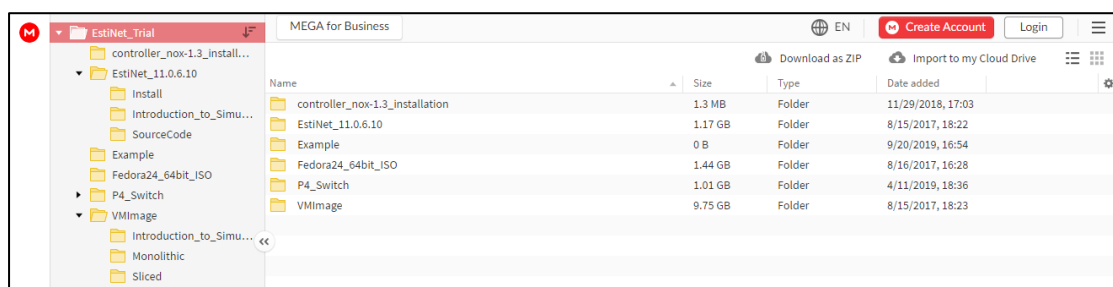 M
EstiNet_Trial
controller_nox-1.3_install...
EstiNet_11.0.6.10
Install
Introduction_to_Simu...
SourceCode
Example
Fedora24_64bit_ISO
P4_Switch
VMImage
Introduction_to_Simu...
Monolithic
Sliced
MEGA for Business
EN
M Create Account
Login
Download as ZIP
Import to my Cloud Drive
Name Size Type Date added
controller_nox-1.3_installation 1.3 MB Folder 11/29/2018, 17:03
EstiNet_11.0.6.10 1.17 GB Folder 8/15/2017, 18:22
Example 0 B Folder 9/20/2019, 16:54
Fedora24_64bit_ISO 1.44 GB Folder 8/16/2017, 16:28
P4_Switch 1.01 GB Folder 4/11/2019, 18:36
VMImage 9.75 GB Folder 8/15/2017, 18:23